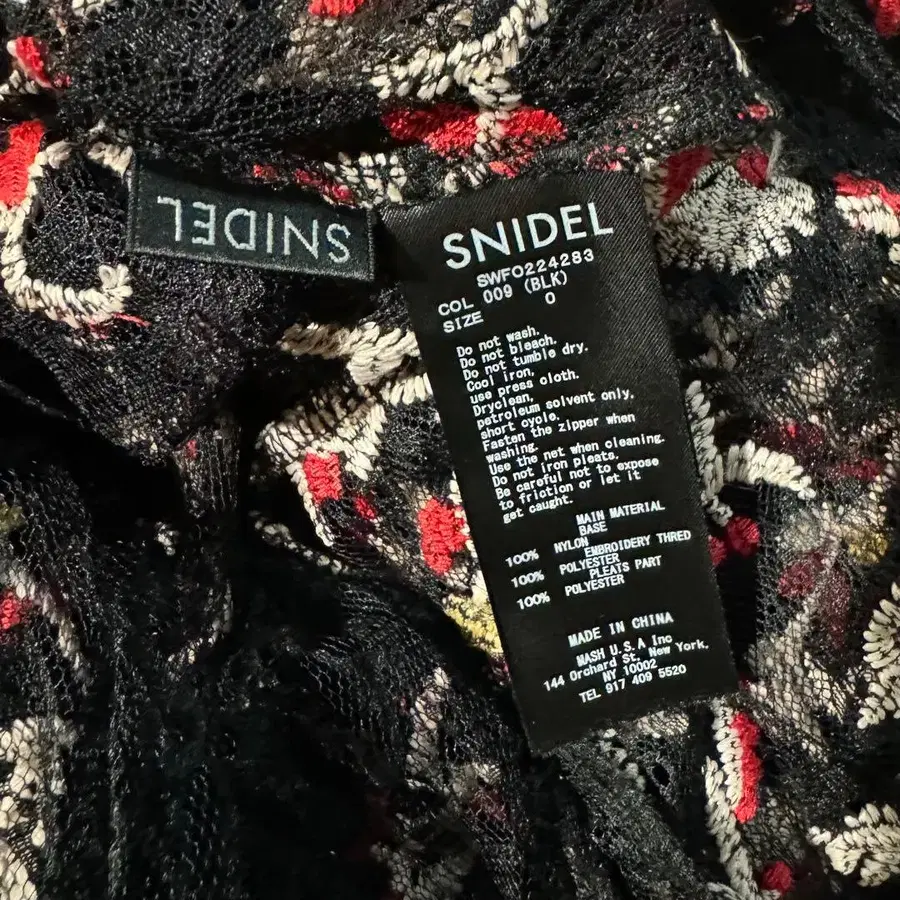 SNIDEL
SNIDEL
SWFO224283
COL 009 (BLK)
SIZE 0
Do not wash.
Do not bleach.
Do not tumble dry.
Cool iron.
use press cloth.
Dryclean,
petroleum solvent only,
short cycle.
Fasten the zipper when
washing.
Use the net when cleaning.
Do not iron pleats.
Be careful not to expose
to friction or let it
get caught.
MAIN MATERIAL
BASE
100% NYLON
EMBROIDERY THRED
100% POLYESTER
PLEATS PART
100% POLYESTER
MADE IN CHINA
MASH U.S.A Inc
144 Orchard St, New York,
NY 10002
TEL 917 409 5520